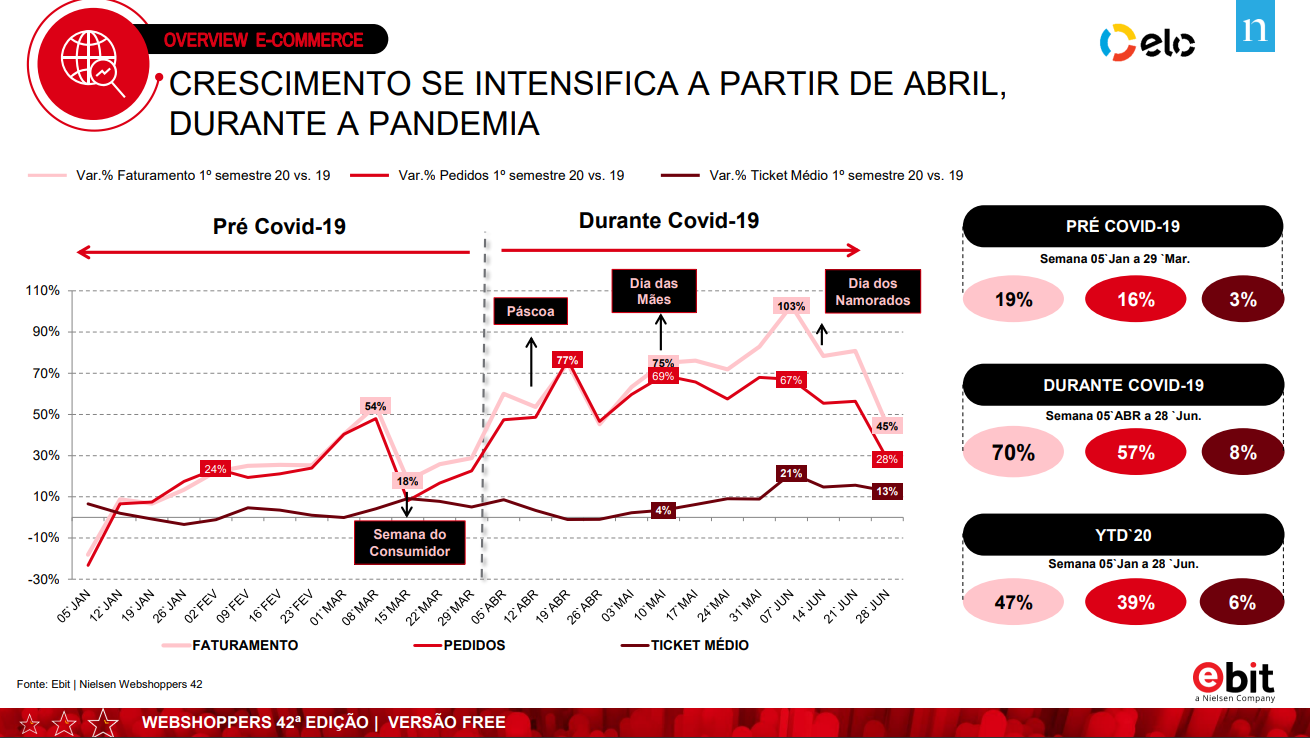 OVERVIEW E-COMMERCE
elo
n
CRESCIMENTO SE INTENSIFICA A PARTIR DE ABRIL,
DURANTE A PANDEMIA
Var.% Faturamento 1º semestre 20 vs. 19
Var.% Pedidos 1º semestre 20 vs. 19
Var.% Ticket Médio 1º semestre 20 vs. 19
Pré Covid-19
Durante Covid-19
110%
90%
70%
50%
30%
10%
-10%
-30%
24%
54%
18%
Semana do
Consumidor
Páscoa
77%
Dia das
Mães
75%
69%
4%
103%
67%
21%
Dia dos
Namorados
45%
28%
13%
05´JAN
12´JAN
19´JAN
26´JAN
02´FEV
09´FEV
16´FEV
23´FEV
01´MAR
08´MAR
15´MAR
22´MAR
29´MAR
05´ABR
12´ABR
19´ABR
26´ABR
03´MAI
10´MAI
17´MAI
24´MAI
31´MAI
07´JUN
14´JUN
21´JUN
28´JUN
FATURAMENTO
PEDIDOS
TICKET MÉDIO
PRÉ COVID-19
Semana 05`Jan a 29 `Mar.
19%
16%
3%
DURANTE COVID-19
Semana 05`ABR a 28 `Jun.
70%
57%
8%
YTD`20
Semana 05`Jan a 28 `Jun.
47%
39%
6%
Fonte: Ebit | Nielsen Webshoppers 42
ebit
a Nielsen Company
WEBSHOPPERS 42ª EDIÇÃO | VERSÃO FREE